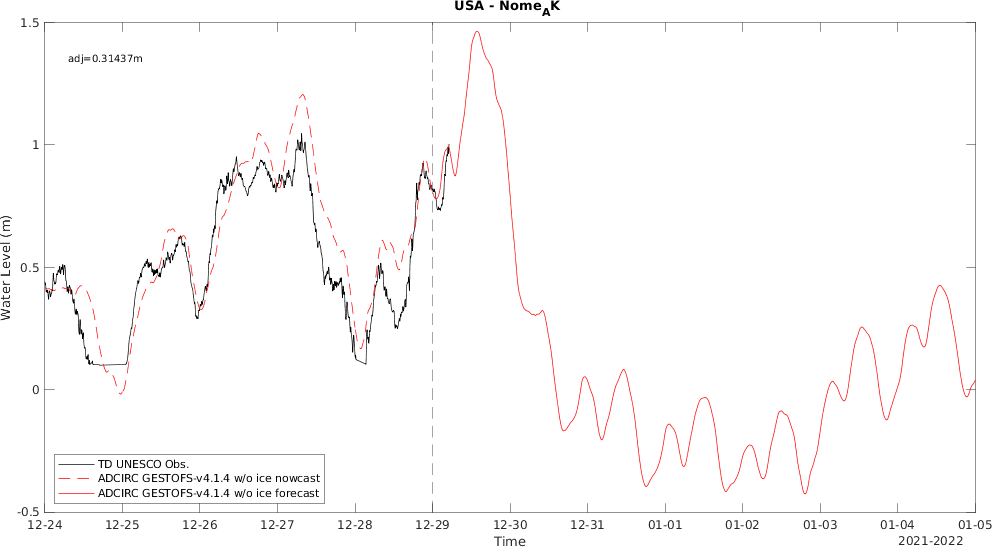 USA - Nome_AK
1.5
adj=0.31437m
1
0.5
0
-0.5
Water Level (m)
TD UNESCO Obs.
ADCIRC GESTOFS-v4.1.4 w/o ice nowcast
ADCIRC GESTOFS-v4.1.4 w/o ice forecast
12-24 12-25 12-26 12-27 12-28 12-29 12-30 12-31 01-01 01-02 01-03 01-04 01-05
Time
2021-2022